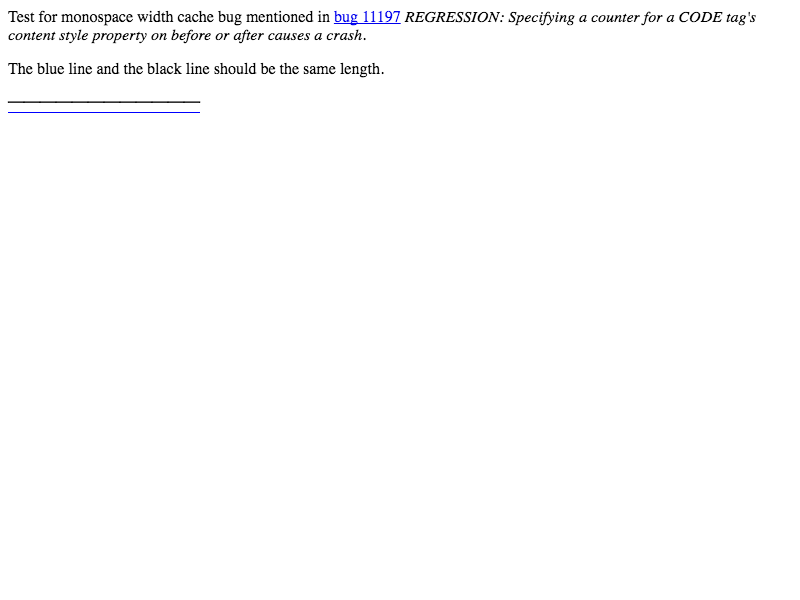 Test for monospace width cache bug mentioned in bug 11197 REGRESSION: Specifying a counter for a CODE tag's
content style property on before or after causes a crash.
The blue line and the black line should be the same length.